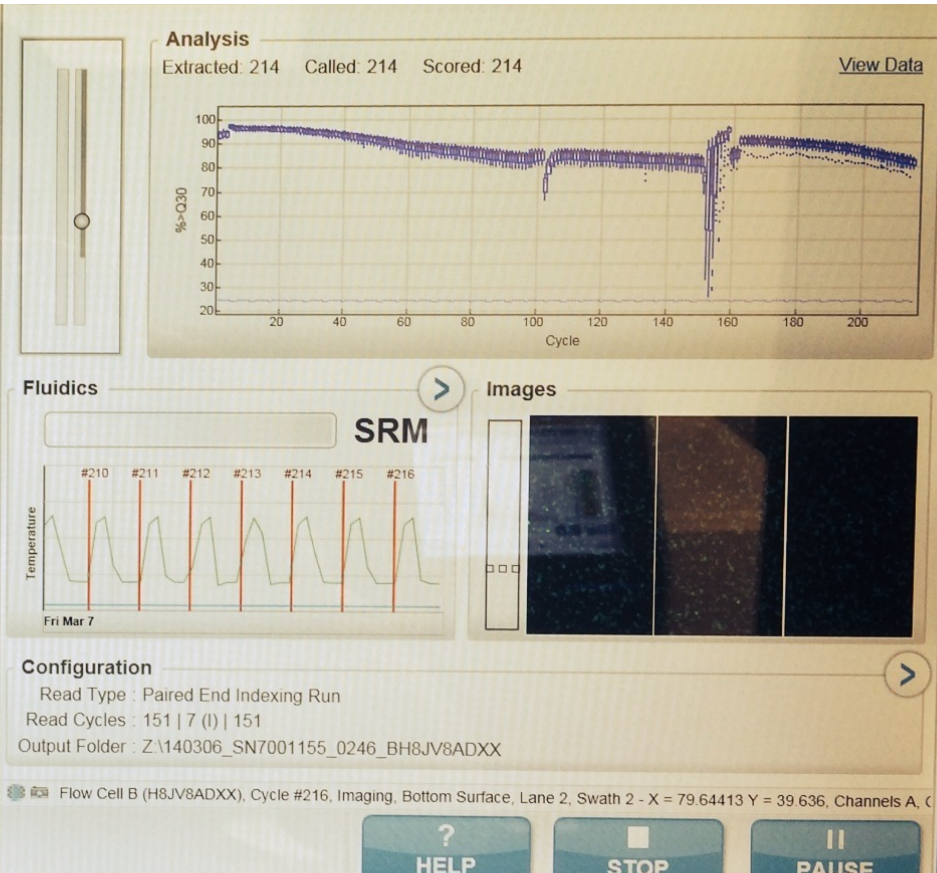 Analysis
Extracted: 214 Called: 214 Scored: 214
View Data
%>Q30
100
90
80
70
60
50
40
30
20
20 40 60 80 100 120 140 160 180 200
Cycle
Fluidics
>
SRM
#210 #211 #212 #213 #214 #215 #216
Temperature
Fri Mar 7
Images
Configuration
>
Read Type : Paired End Indexing Run
Read Cycles : 151 | 7 (I) | 151
Output Folder : Z:\140306_SN7001155_0246_BH8JV8ADXX
Flow Cell B (H8JV8ADXX), Cycle #216, Imaging, Bottom Surface, Lane 2, Swath 2 - X = 79.64413 Y = 39.636, Channels A,
?
HELP
STOP
PAUSE